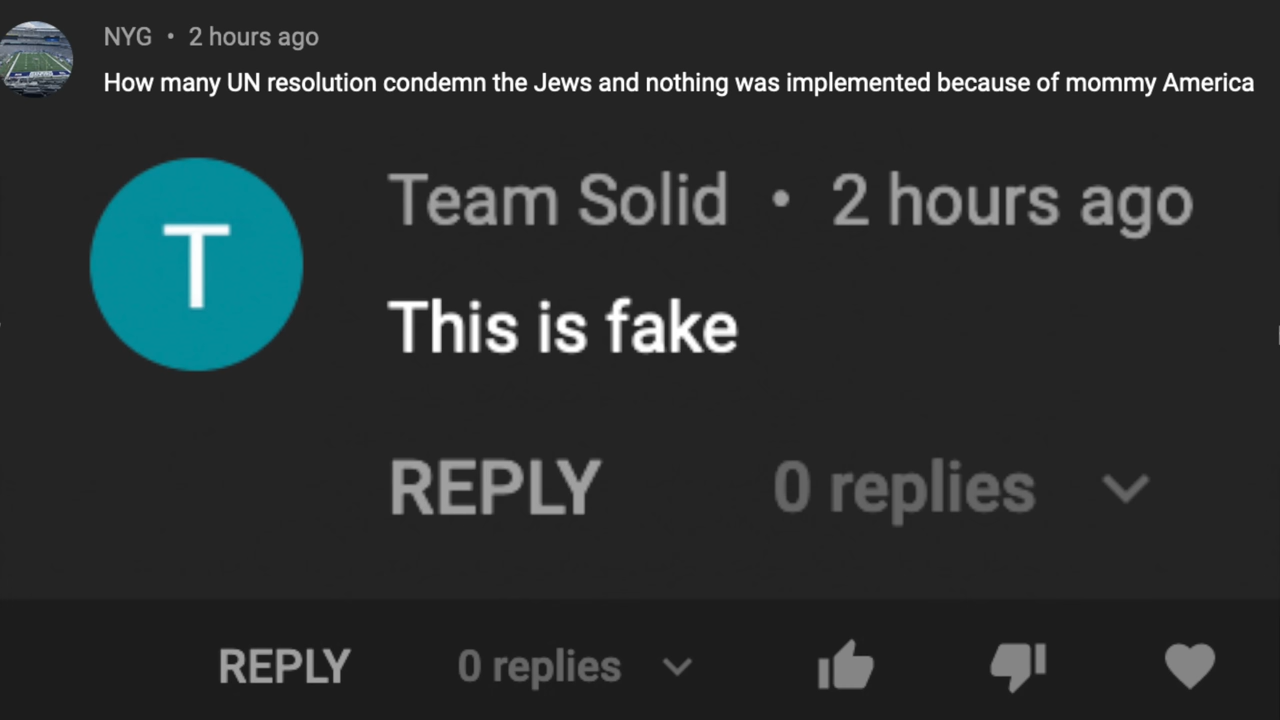 NYG • 2 hours ago
How many UN resolution condemn the Jews and nothing was implemented because of mommy America
T
Team Solid • 2 hours ago
This is fake
REPLY 0 replies
REPLY 0 replies